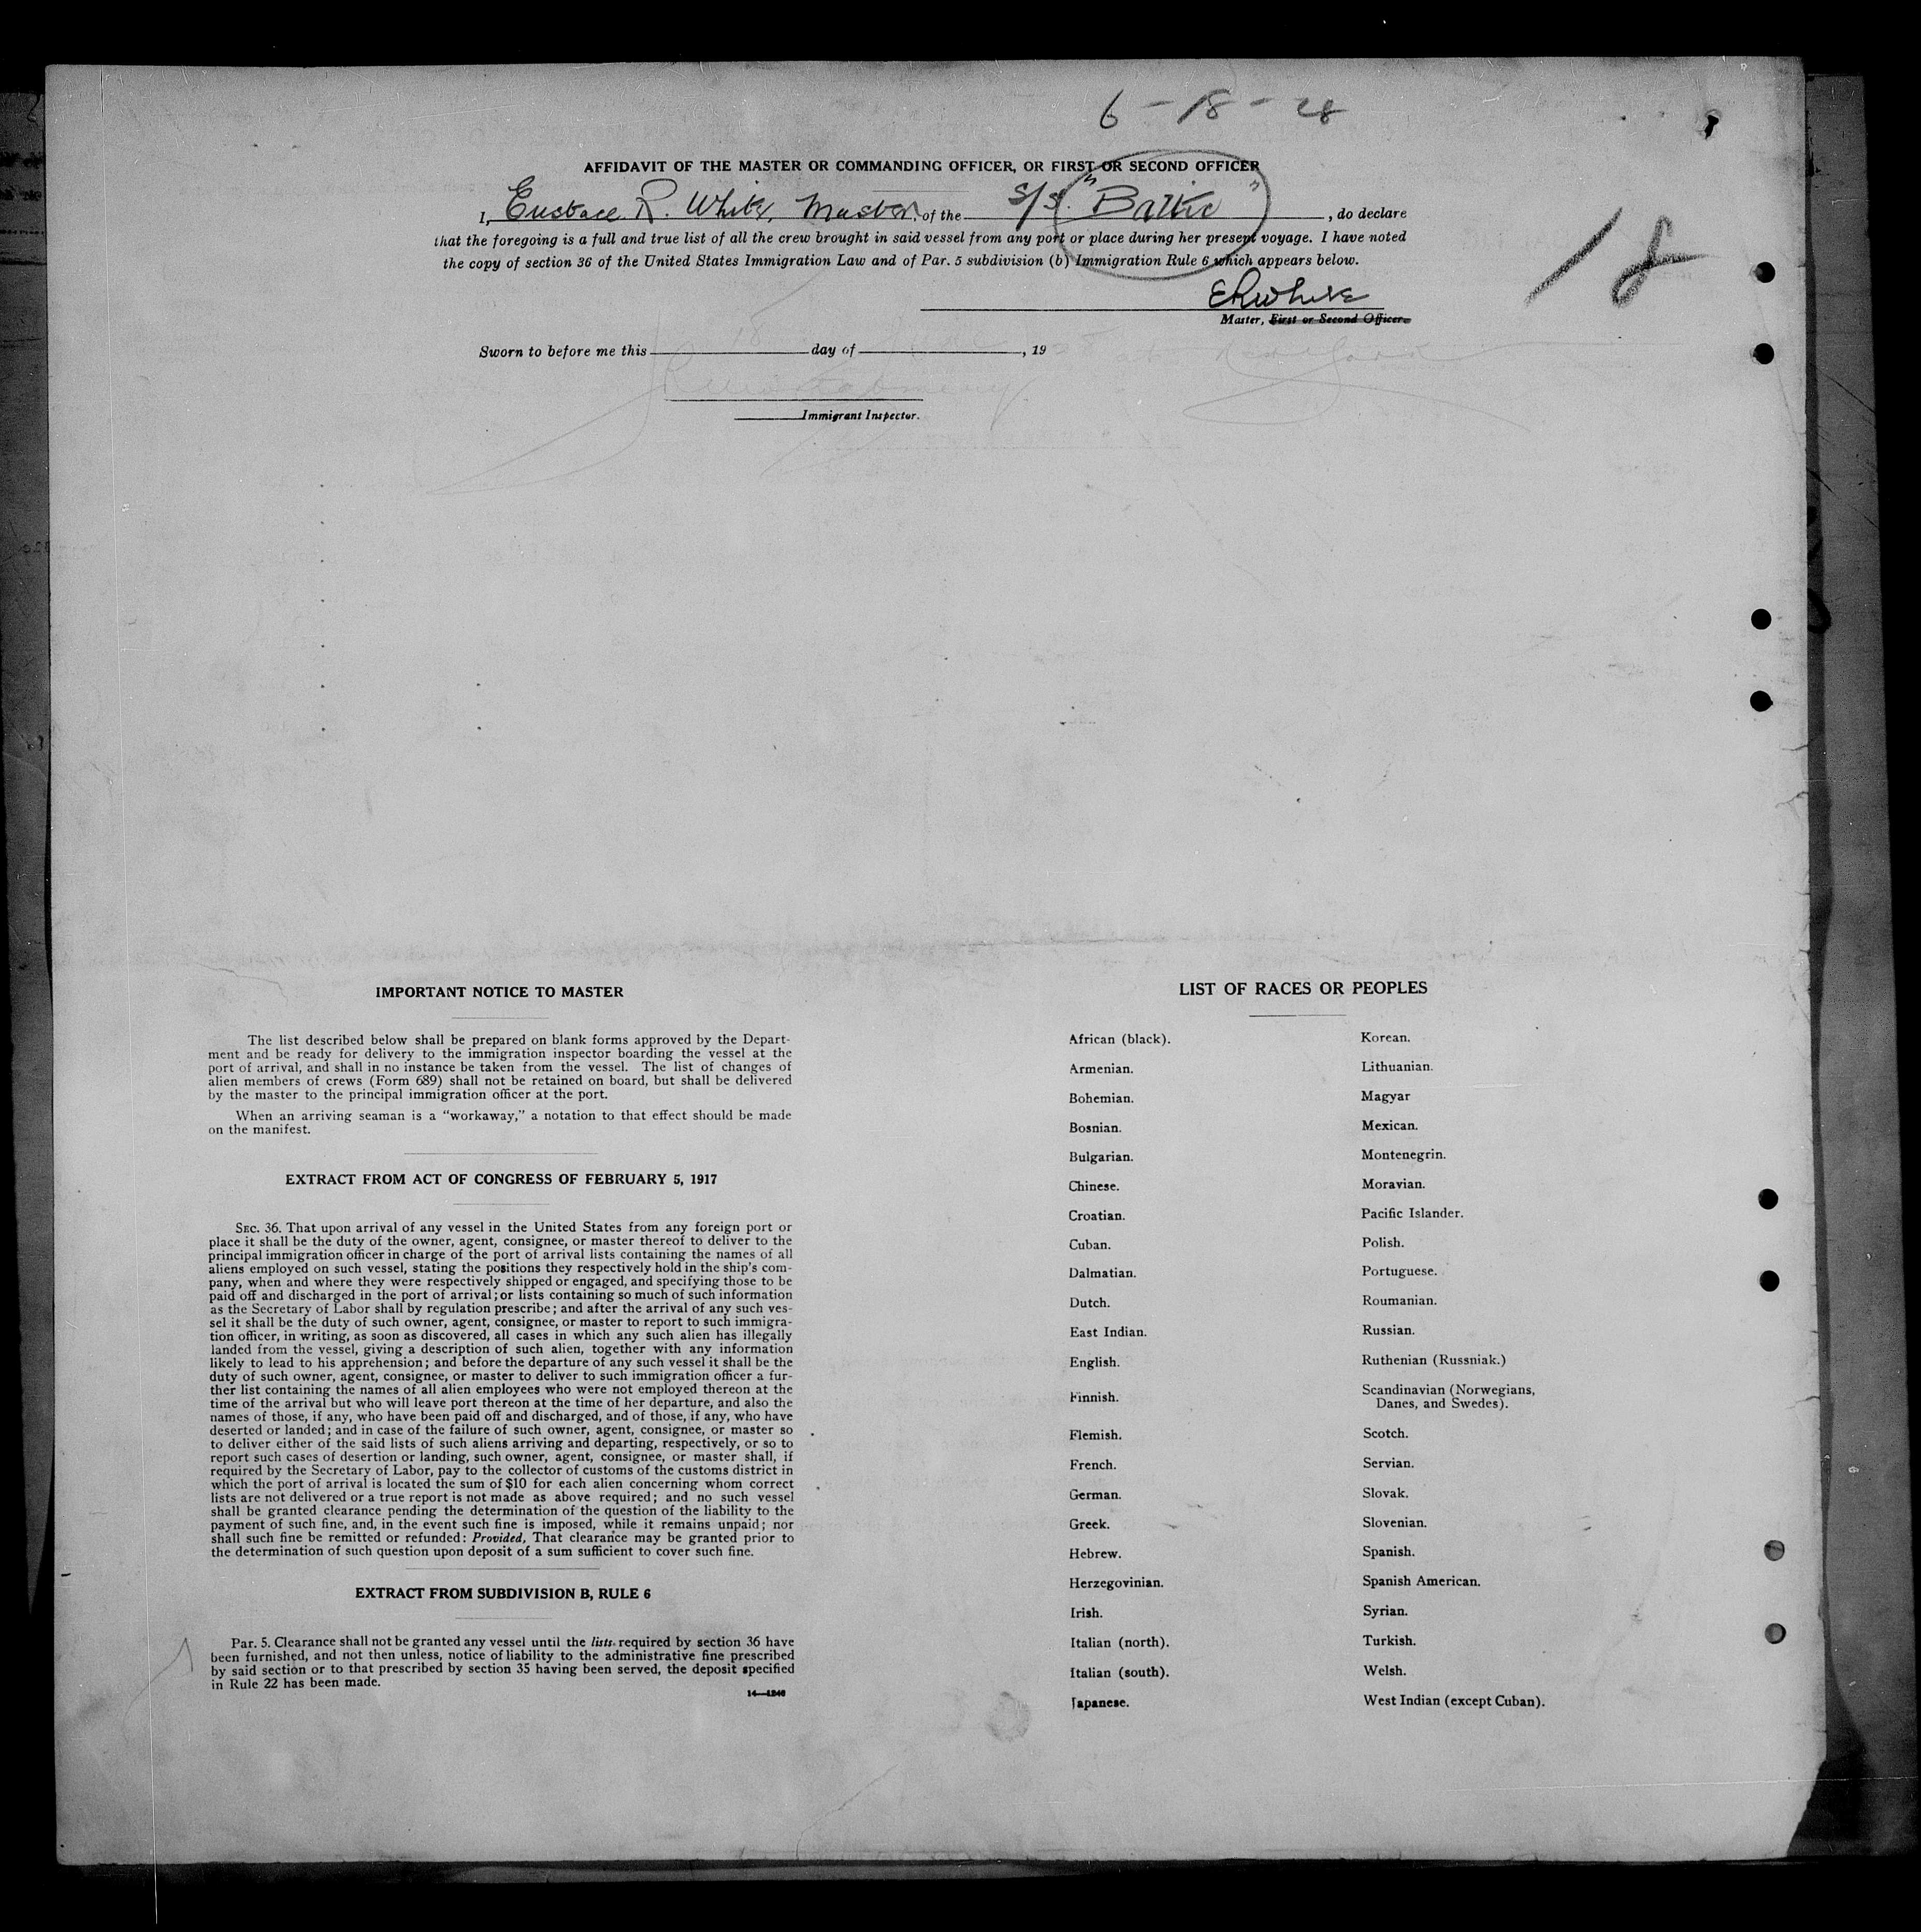 6-18-28
AFFIDAVIT OF THE MASTER OR COMMANDING OFFICER, OR FIRST OR SECOND OFFICER
I, Eustace R. White, Master, of the S/S. "Baltic", do declare
that the foregoing is a full and true list of all the crew brought in said vessel from any port or place during her present voyage. I have noted
the copy of section 36 of the United States Immigration Law and of Par. 5 subdivision (b) Immigration Rule 6 which appears below.
18
ERWhite
Master, First or Second Officer.
Sworn to before me this 18 day of , 19
Immigrant Inspector.
IMPORTANT NOTICE TO MASTER
The list described below shall be prepared on blank forms approved by the Depart-
ment and be ready for delivery to the immigration inspector boarding the vessel at the
port of arrival, and shall in no instance be taken from the vessel. The list of changes of
alien members of crews (Form 689) shall not be retained on board, but shall be delivered
by the master to the principal immigration officer at the port.
When an arriving seaman is a "workaway," a notation to that effect should be made
on the manifest.
EXTRACT FROM ACT OF CONGRESS OF FEBRUARY 5, 1917
SEC. 36. That upon arrival of any vessel in the United States from any foreign port or
place it shall be the duty of the owner, agent, consignee, or master thereof to deliver to the
principal immigration officer in charge of the port of arrival lists containing the names of all
aliens employed on such vessel, stating the positions they respectively hold in the ship's com-
pany, when and where they were respectively shipped or engaged, and specifying those to be
paid off and discharged in the port of arrival; or lists containing so much of such information
as the Secretary of Labor shall by regulation prescribe; and after the arrival of any such ves-
sel it shall be the duty of such owner, agent, consignee, or master to report to such immigra-
tion officer, in writing, as soon as discovered, all cases in which any such alien has illegally
landed from the vessel, giving a description of such alien, together with any information
likely to lead to his apprehension; and before the departure of any such vessel it shall be the
duty of such owner, agent, consignee, or master to deliver to such immigration officer a fur-
ther list containing the names of all alien employees who were not employed thereon at the
time of the arrival but who will leave port thereon at the time of her departure, and also the
names of those, if any, who have been paid off and discharged, and of those, if any, who have
deserted or landed; and in case of the failure of such owner, agent, consignee, or master so
to deliver either of the said lists of such aliens arriving and departing, respectively, or so to
report such cases of desertion or landing, such owner, agent, consignee, or master shall, if
required by the Secretary of Labor, pay to the collector of customs of the customs district in
which the port of arrival is located the sum of $10 for each alien concerning whom correct
lists are not delivered or a true report is not made as above required; and no such vessel
shall be granted clearance pending the determination of the question of the liability to the
payment of such fine, and, in the event such fine is imposed, while it remains unpaid; nor
shall such fine be remitted or refunded: Provided, That clearance may be granted prior to
the determination of such question upon deposit of a sum sufficient to cover such fine.
EXTRACT FROM SUBDIVISION B, RULE 6
Par. 5. Clearance shall not be granted any vessel until the lists required by section 36 have
been furnished, and not then unless, notice of liability to the administrative fine prescribed
by said section or to that prescribed by section 35 having been served, the deposit specified
in Rule 22 has been made.
14—1240
LIST OF RACES OR PEOPLES
African (black).
Armenian.
Bohemian.
Bosnian.
Bulgarian.
Chinese.
Croatian.
Cuban.
Dalmatian.
Dutch.
East Indian.
English.
Finnish.
Flemish.
French.
German.
Greek.
Hebrew.
Herzegovinian.
Irish.
Italian (north).
Italian (south).
Japanese.
Korean.
Lithuanian.
Magyar
Mexican.
Montenegrin.
Moravian.
Pacific Islander.
Polish.
Portuguese.
Roumanian.
Russian.
Ruthenian (Russniak.)
Scandinavian (Norwegians,
Danes, and Swedes).
Scotch.
Servian.
Slovak.
Slovenian.
Spanish.
Spanish American.
Syrian.
Turkish.
Welsh.
West Indian (except Cuban).